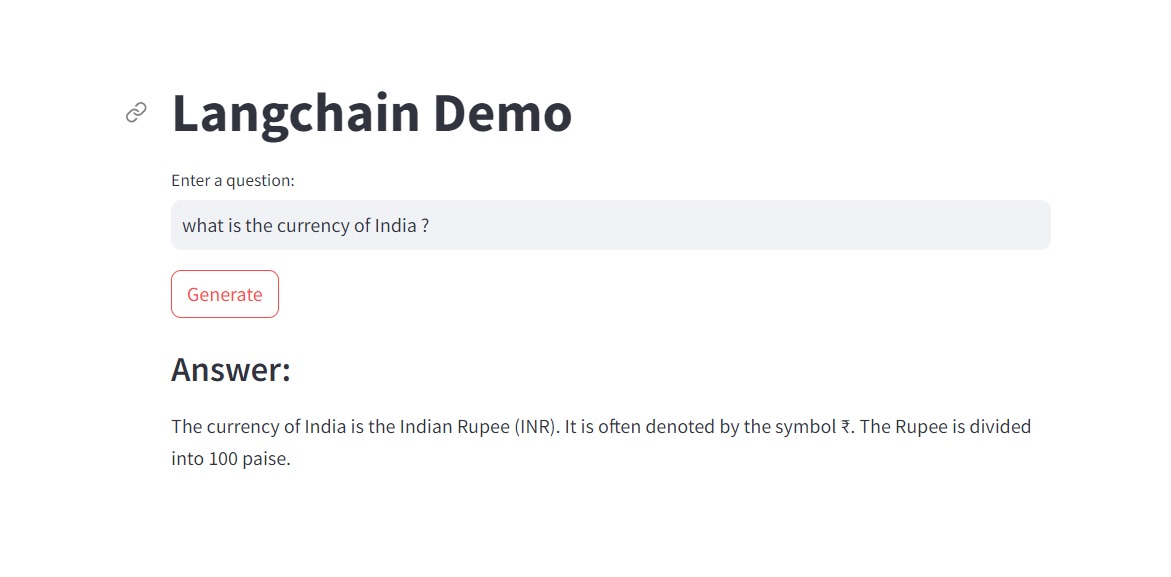 Langchain Demo
Enter a question:
what is the currency of India ?
Generate
Answer:
The currency of India is the Indian Rupee (INR). It is often denoted by the symbol ₹. The Rupee is divided
into 100 paise.